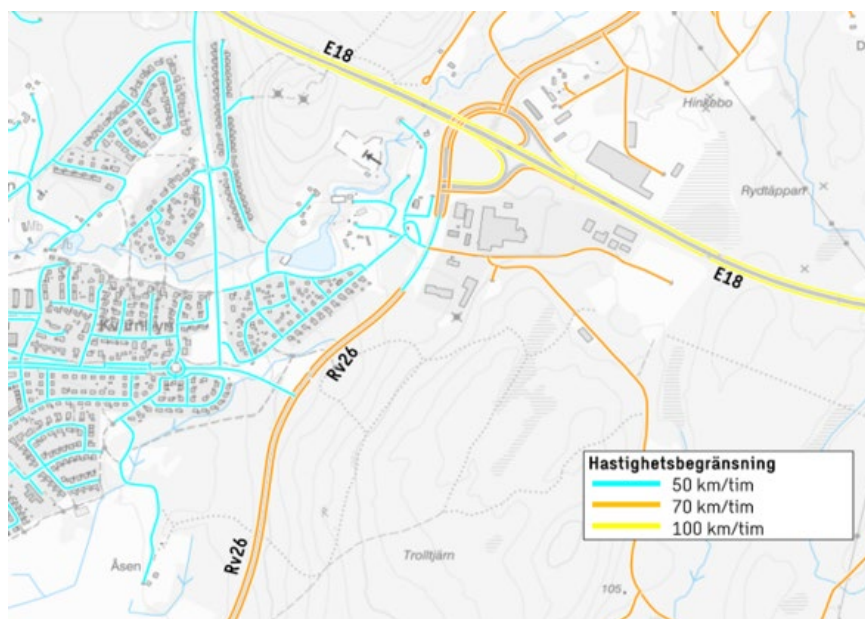 E18
E18
Hinkebo
Rydtäppan
E18
Rv26
Hastighetsbegränsning
50 km/tim
70 km/tim
100 km/tim
Rv26
Trolltjärn
Åsen
105